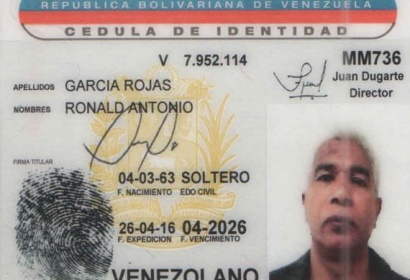 REPUBLICA BOLIVARIANA DE VENEZUELA
CEDULA DE IDENTIDAD
V 7.952.114
MM736
Juan Dugarte
Director
APELLIDOS GARCIA ROJAS
NOMBRES RONALD ANTONIO
FIRMA TITULAR
04-03-63 SOLTERO
F. NACIMIENTO EDO CIVIL
26-04-16 04-2026
F. EXPEDICION F. VENCIMIENTO
VENEZOLANO